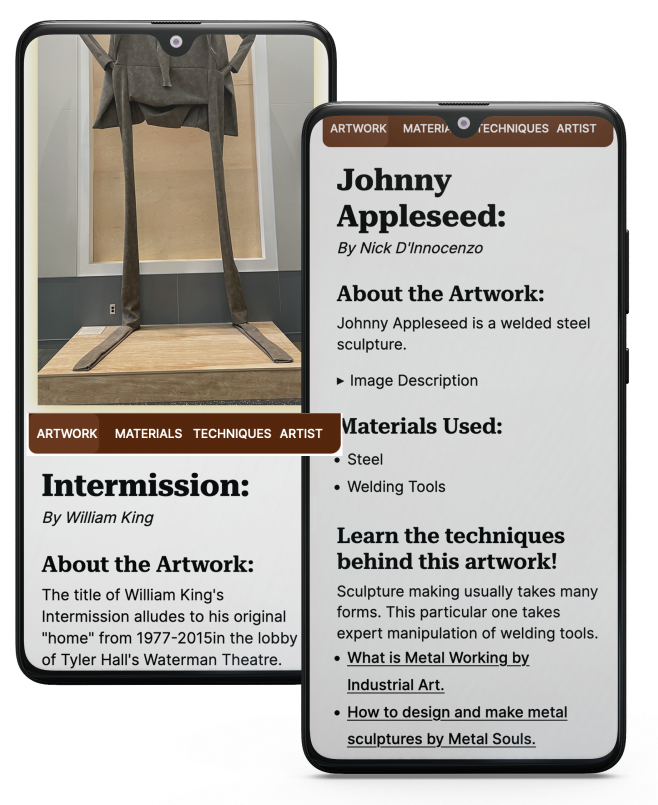 ARTWORK MATERIALS TECHNIQUES ARTIST
Intermission:
By William King
About the Artwork:
The title of William King's
Intermission alludes to his original
"home" from 1977-2015in the lobby
of Tyler Hall's Waterman Theatre.
ARTWORK MATERIA TECHNIQUES ARTIST
Johnny
Appleseed:
By Nick D'Innocenzo
About the Artwork:
Johnny Appleseed is a welded steel
sculpture.
▸ Image Description
Materials Used:
• Steel
• Welding Tools
Learn the techniques
behind this artwork!
Sculpture making usually takes many
forms. This particular one takes
expert manipulation of welding tools.
• What is Metal Working by
Industrial Art.
• How to design and make metal
sculptures by Metal Souls.